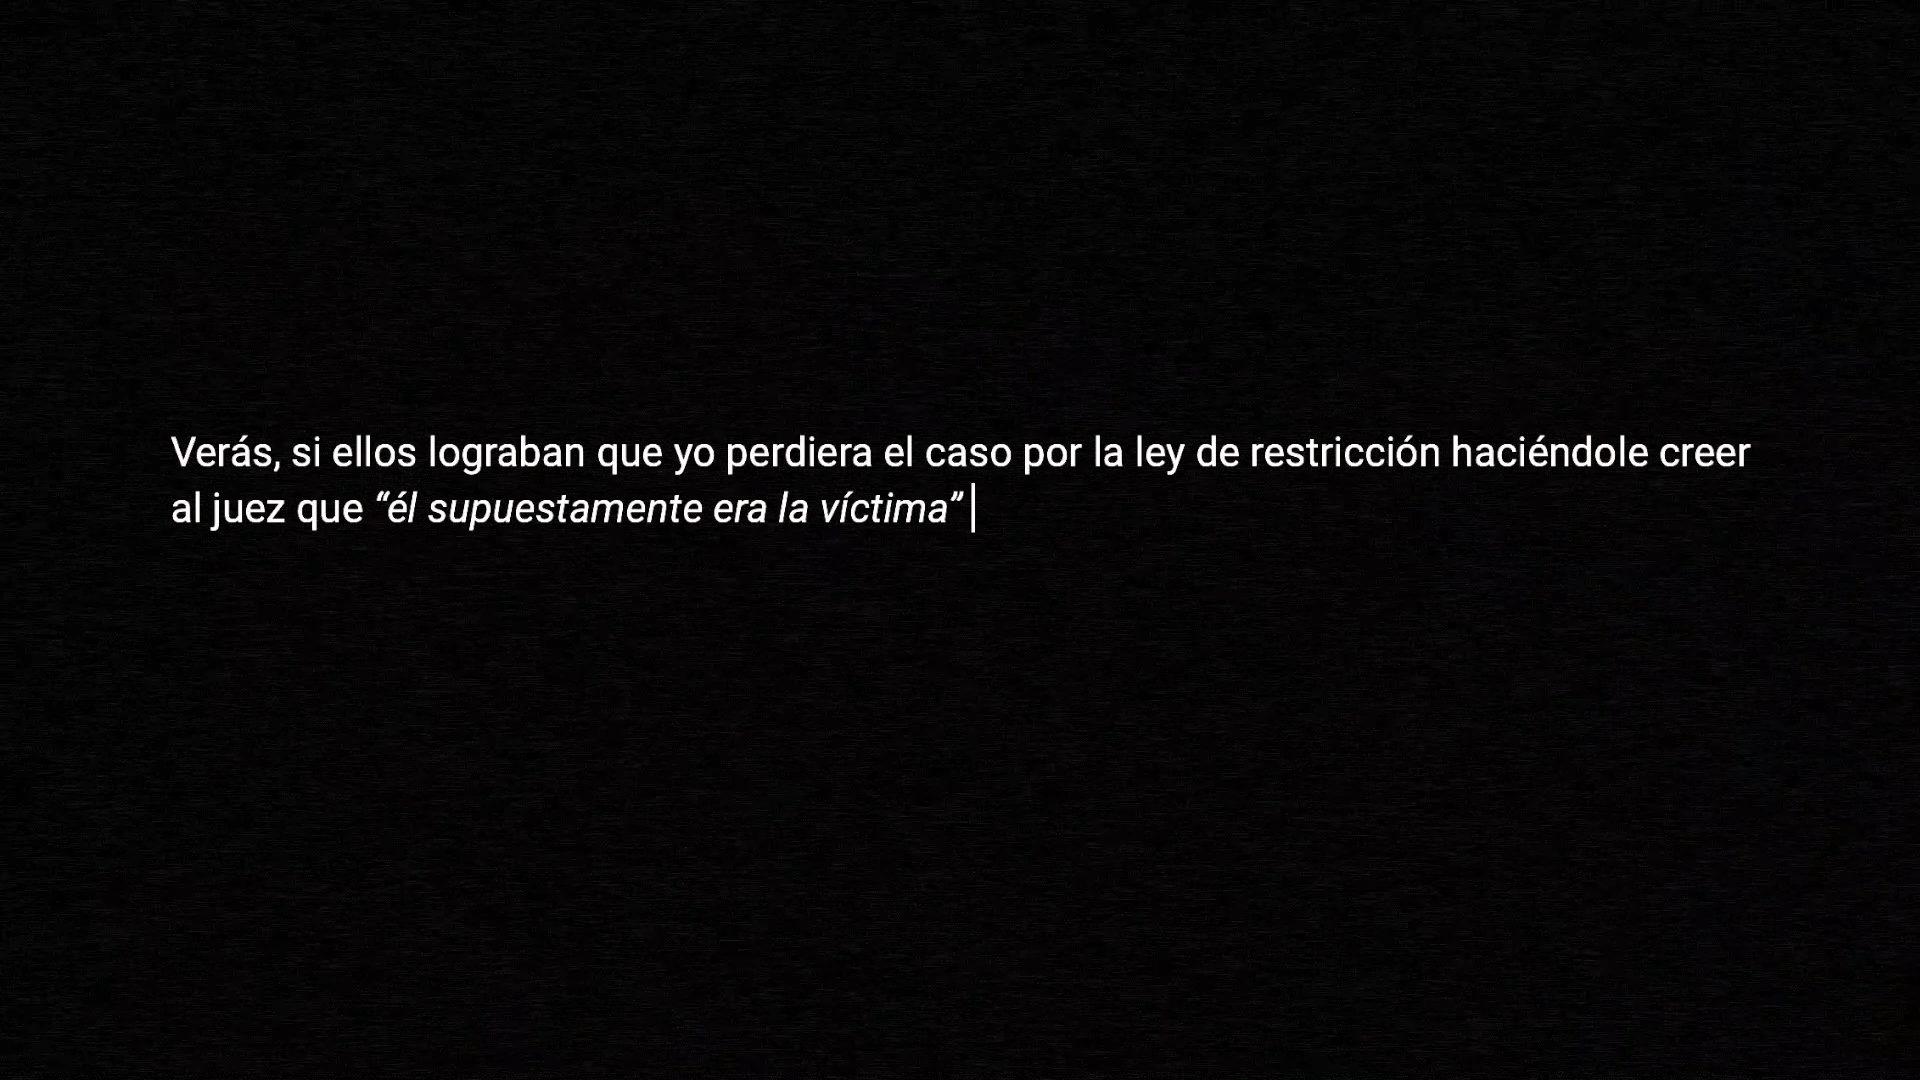 Verás, si ellos lograban que yo perdiera el caso por la ley de restricción haciéndole creer
al juez que “él supuestamente era la víctima”